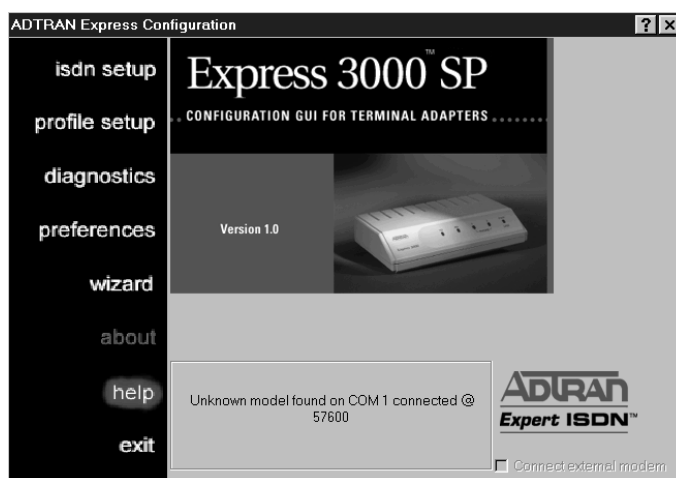 ADTRAN Express Configuration
? ×
isdn setup
profile setup
diagnostics
preferences
wizard
about
help
exit
Express 3000™ SP
CONFIGURATION GUI FOR TERMINAL ADAPTERS
Version 1.0
ADTRAN
Unknown model found on COM 1 connected @
57600
ADTRAN
Expert ISDN™
Connect external modem